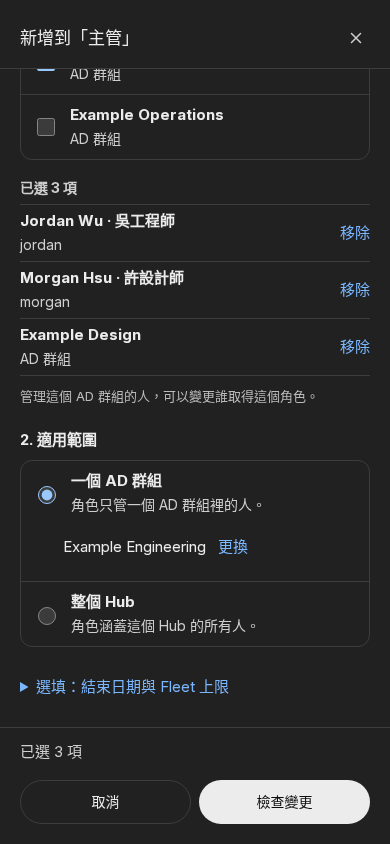 新增到「主管」
AD 群組
Example Operations
AD 群組
已選 3 項
Jordan Wu · 吳工程師
jordan
移除
Morgan Hsu · 許設計師
morgan
移除
Example Design
AD 群組
移除
管理這個 AD 群組的人，可以變更誰取得這個角色。
2. 適用範圍
一個 AD 群組
角色只管一個 AD 群組裡的人。
Example Engineering 更換
整個 Hub
角色涵蓋這個 Hub 的所有人。
選填：結束日期與 Fleet 上限
已選 3 項
取消
檢查變更